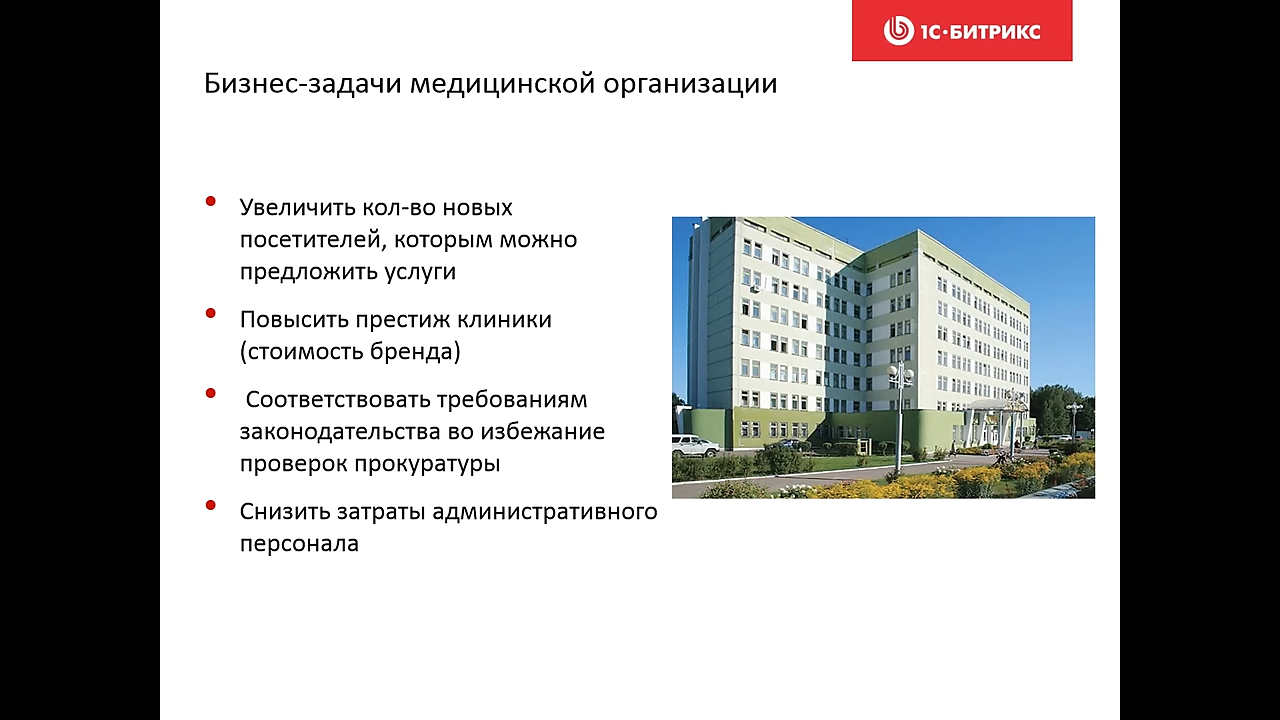 1С·БИТРИКС
Бизнес-задачи медицинской организации
• Увеличить кол-во новых
посетителей, которым можно
предложить услуги
• Повысить престиж клиники
(стоимость бренда)
• Соответствовать требованиям
законодательства во избежание
проверок прокуратуры
• Снизить затраты административного
персонала